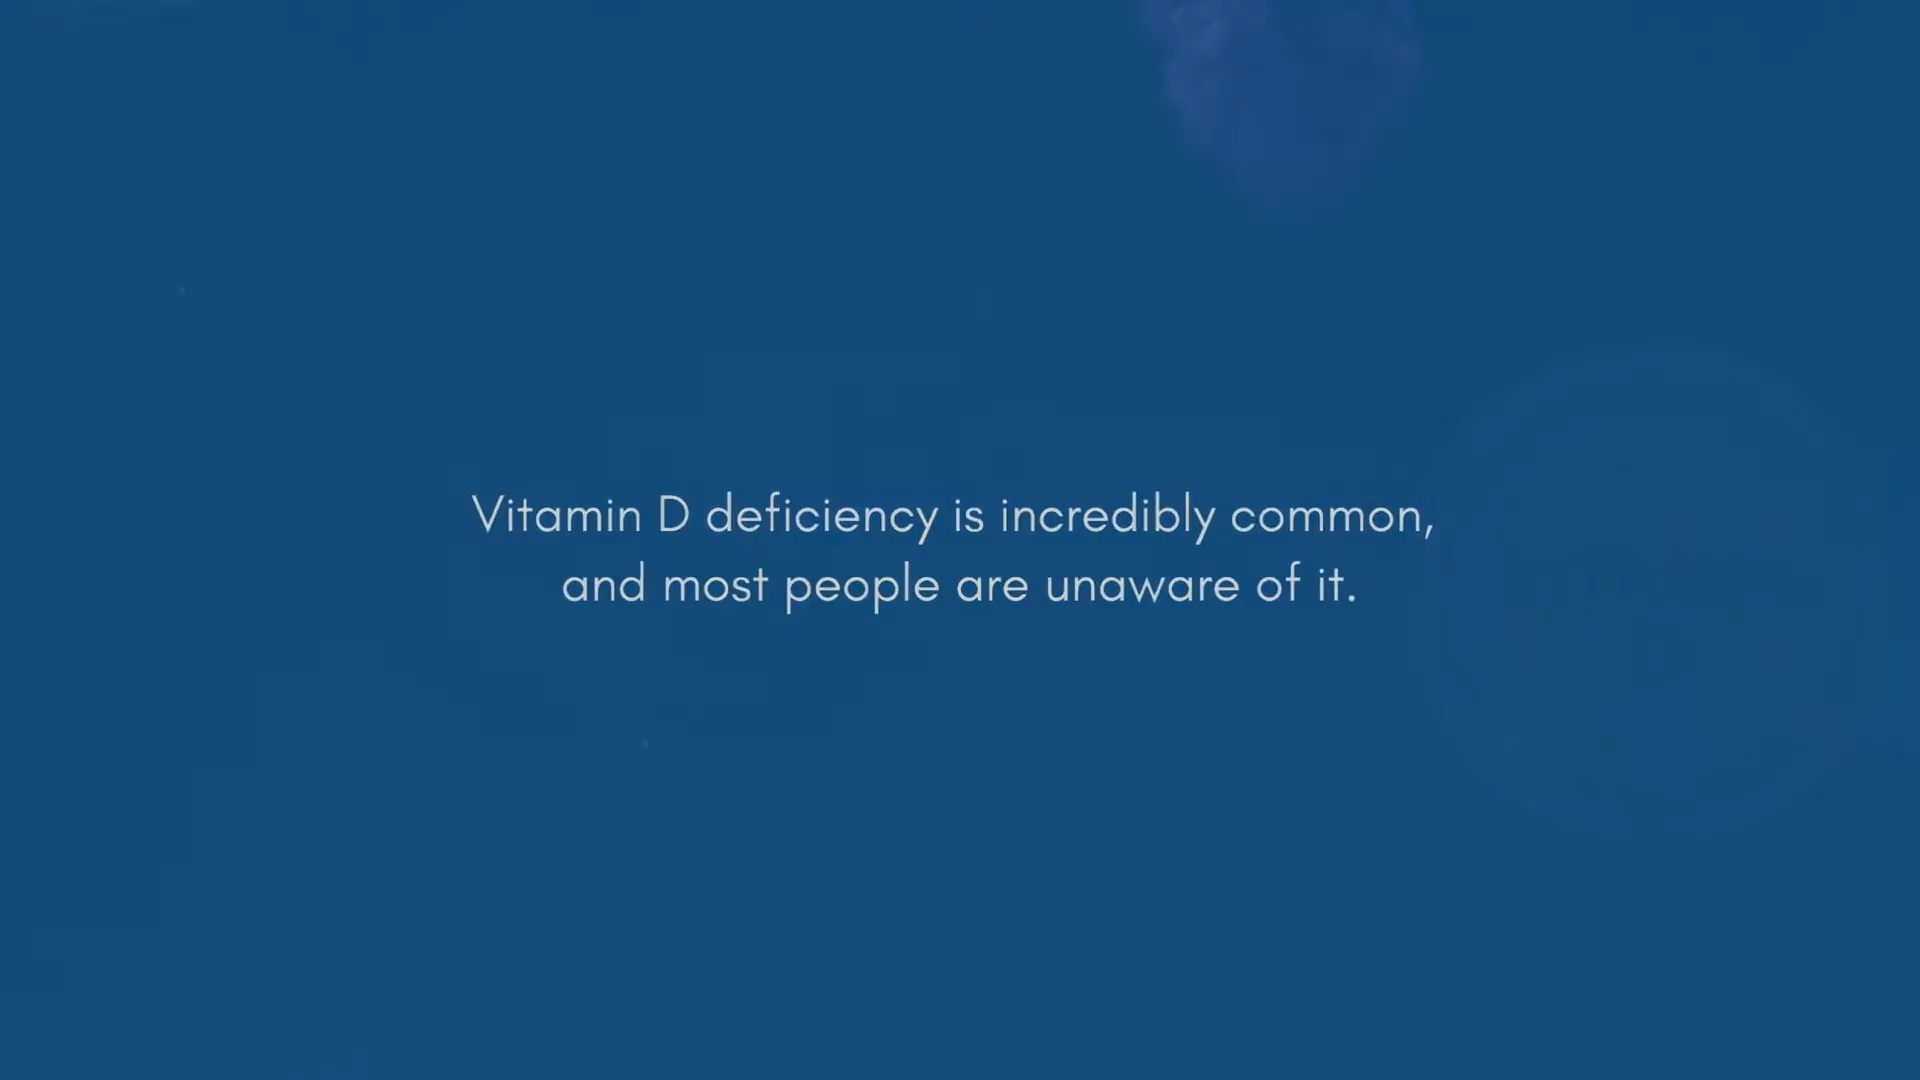 Vitamin D deficiency is incredibly common,
and most people are unaware of it.